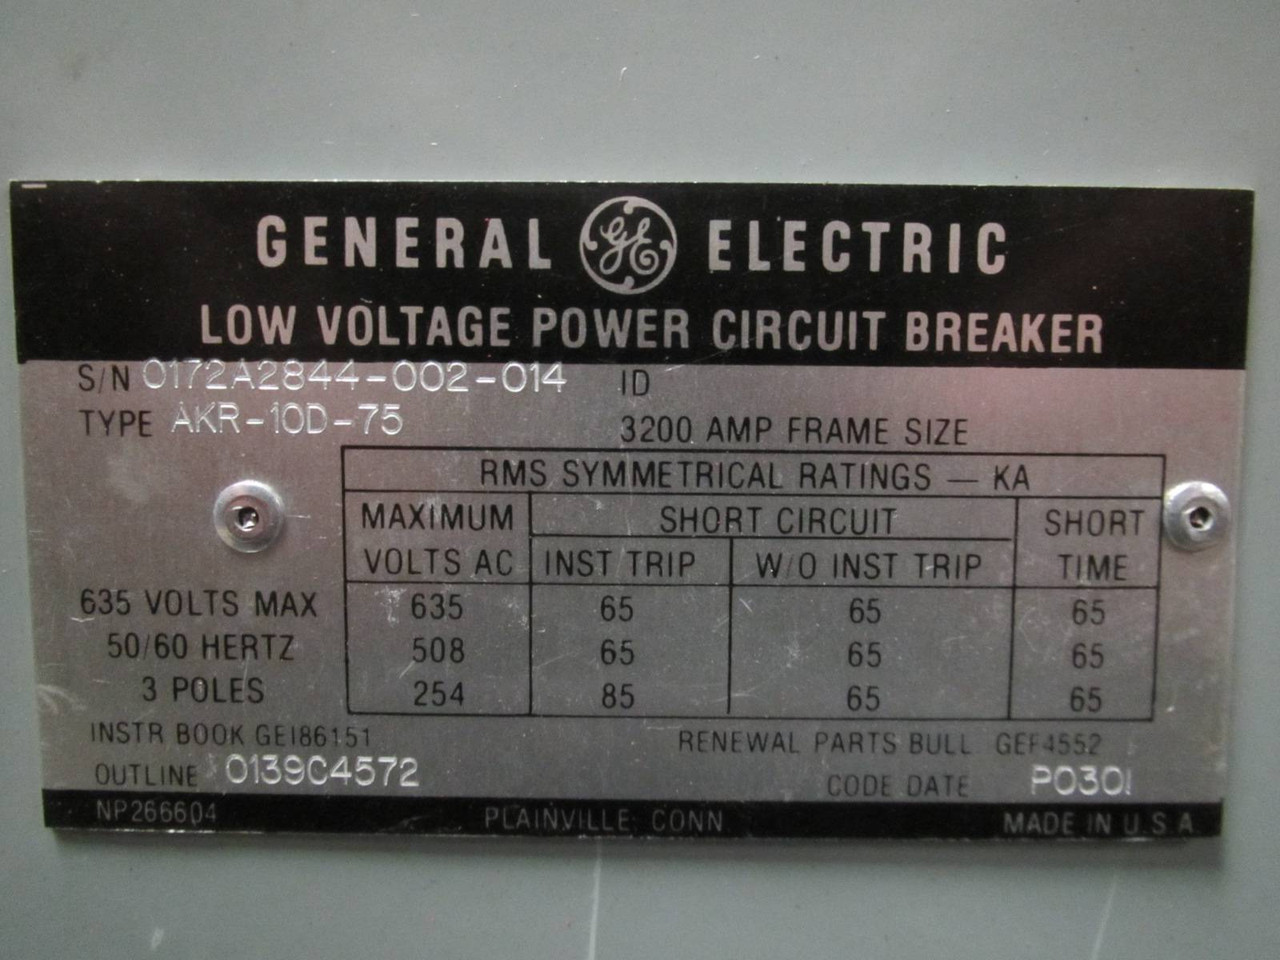 GENERAL GE ELECTRIC
LOW VOLTAGE POWER CIRCUIT BREAKER
S/N 0172A2844-002-014 ID
TYPE AKR-10D-75 3200 AMP FRAME SIZE
RMS SYMMETRICAL RATINGS — KA
MAXIMUM VOLTS AC SHORT CIRCUIT SHORT TIME
INST TRIP W/O INST TRIP
635 VOLTS MAX 635 65 65 65
50/60 HERTZ 508 65 65 65
3 POLES 254 85 65 65
INSTR BOOK GEI86151 RENEWAL PARTS BULL GEF4552
OUTLINE 0139C4572 CODE DATE P0301
NP266604 PLAINVILLE, CONN. MADE IN U.S.A.